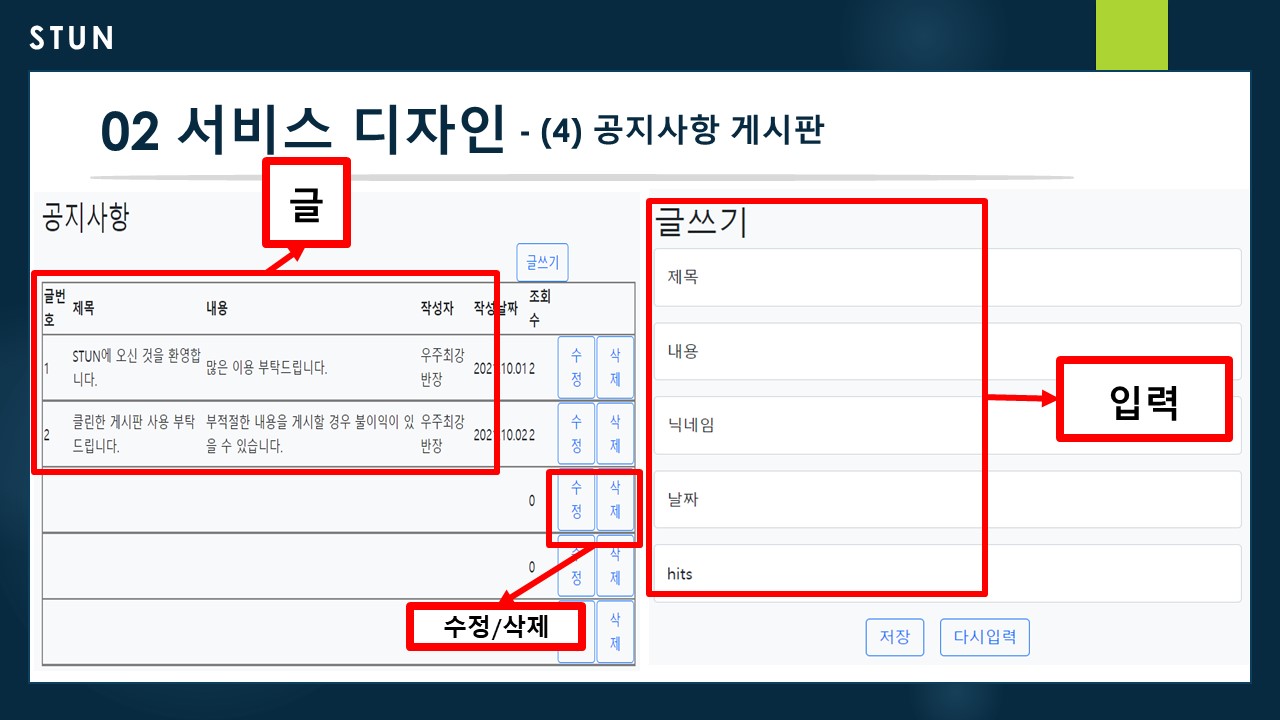 STUN
02 서비스 디자인 - (4) 공지사항 게시판
글
공지사항
글쓰기
글번호 제목 내용 작성자 작성날짜 조회수
1 STUN에 오신 것을 환영합니다. 많은 이용 부탁드립니다. 우주최강반장 2021.10.01 2 수정 삭제
2 클린한 게시판 사용 부탁드립니다. 부적절한 내용을 게시할 경우 불이익이 있을 수 있습니다. 우주최강반장 2021.10.02 2 수정 삭제
0 수정 삭제
0 수정 삭제
삭제
수정/삭제
글쓰기
제목
내용
닉네임
날짜
hits
입력
저장 다시입력